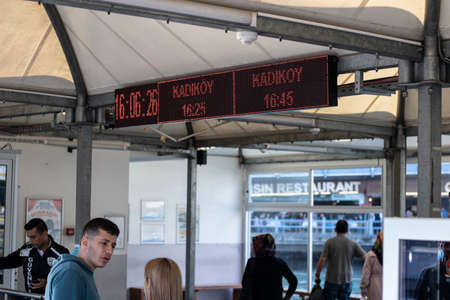 16:06:26
KADIKÖY
16:25
KADIKÖY
16:45
SIN RESTAURANT